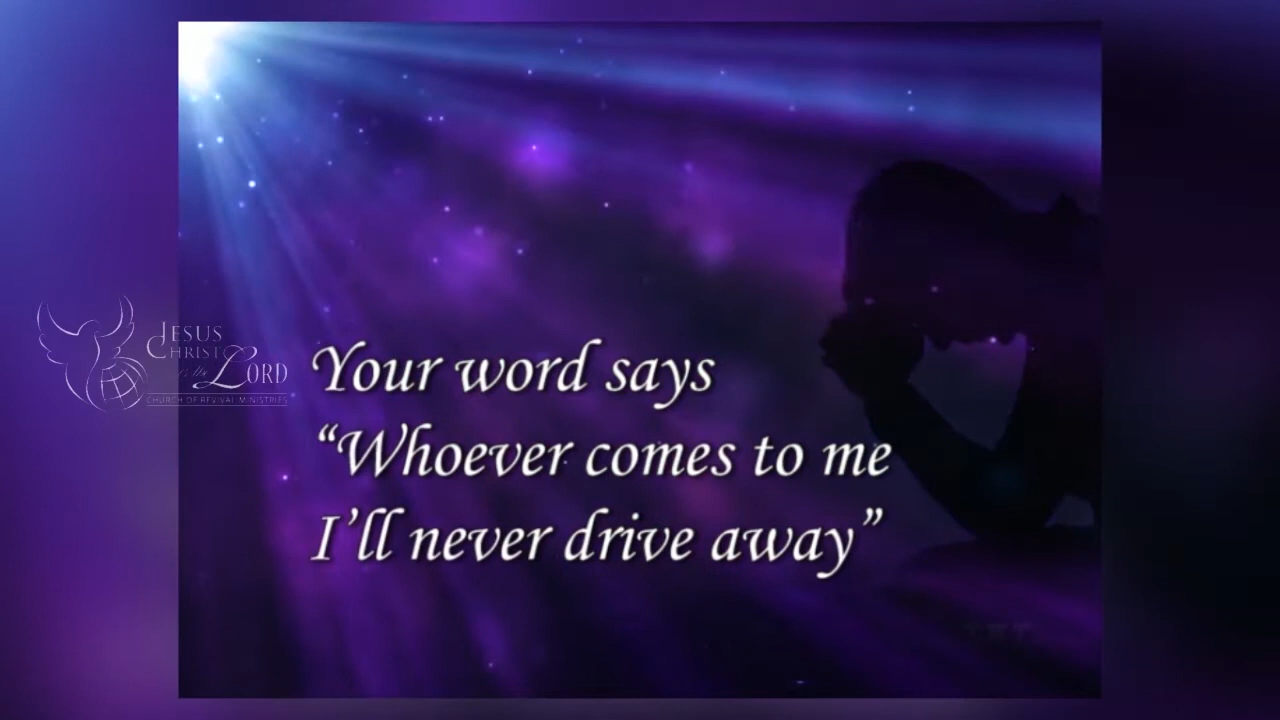 JESUS
CHRIST
is the LORD
CHURCH OF REVIVAL MINISTRIES
Your word says
“Whoever comes to me
I’ll never drive away”